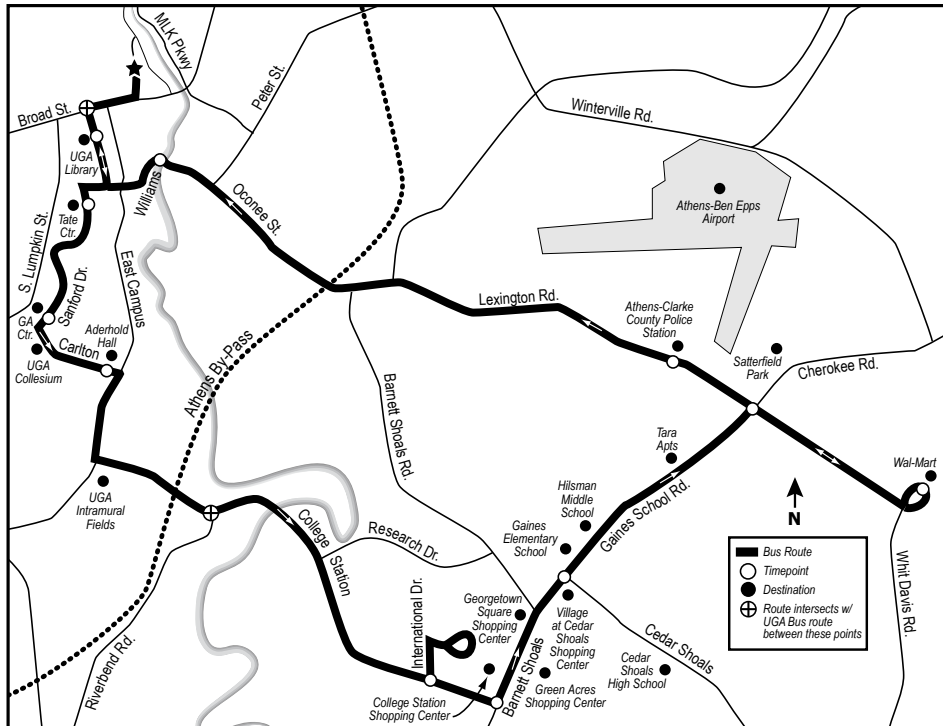 MLK Pkwy
Peter St.
Broad St.
Winterville Rd.
UGA
Library
Athens-Ben Epps
Airport
Williams
Oconee St.
Tate
Ctr.
S. Lumpkin St.
Sanford Dr.
East Campus
Lexington Rd.
Athens-Clarke
County Police
Station
GA
Ctr.
Aderhold
Hall
Carlton
UGA
Collesium
Satterfield
Park
Cherokee Rd.
Athens By-Pass
Barnett Shoals Rd.
Tara
Apts
Wal-Mart
Hilsman
Middle
School
Gaines School Rd.
N
UGA
Intramural
Fields
Gaines
Elementary
School
College
Station
Research Dr.
Bus Route
Timepoint
Destination
Route intersects w/
UGA Bus route
between these points
Whit Davis Rd.
International Dr.
Georgetown
Square
Shopping
Center
Village
at Cedar
Shoals
Shopping
Center
Cedar Shoals
Riverbend Rd.
Cedar
Shoals
High School
Barnett Shoals
Green Acres
Shopping Center
College Station
Shopping Center